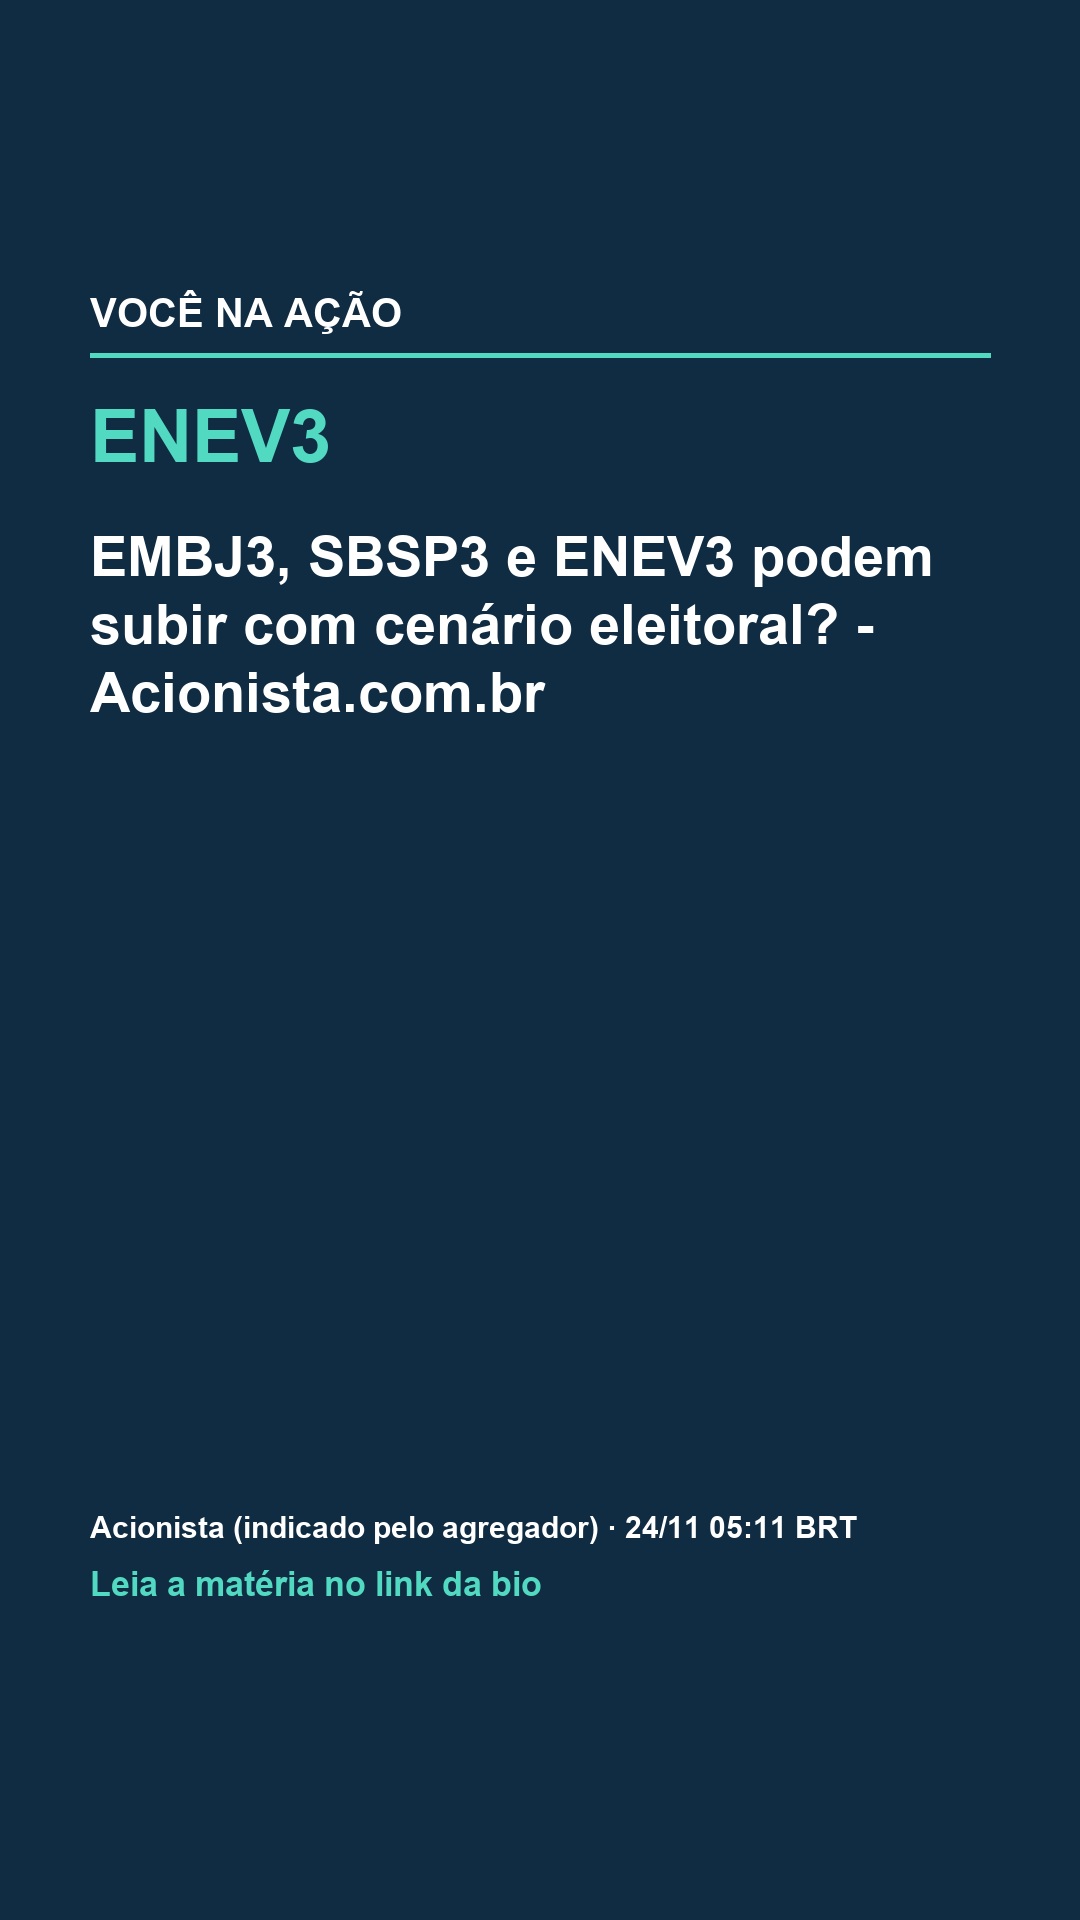 VOCÊ NA AÇÃO
ENEV3
EMBJ3, SBSP3 e ENEV3 podem
subir com cenário eleitoral? -
Acionista.com.br
Acionista (indicado pelo agregador) · 24/11 05:11 BRT
Leia a matéria no link da bio